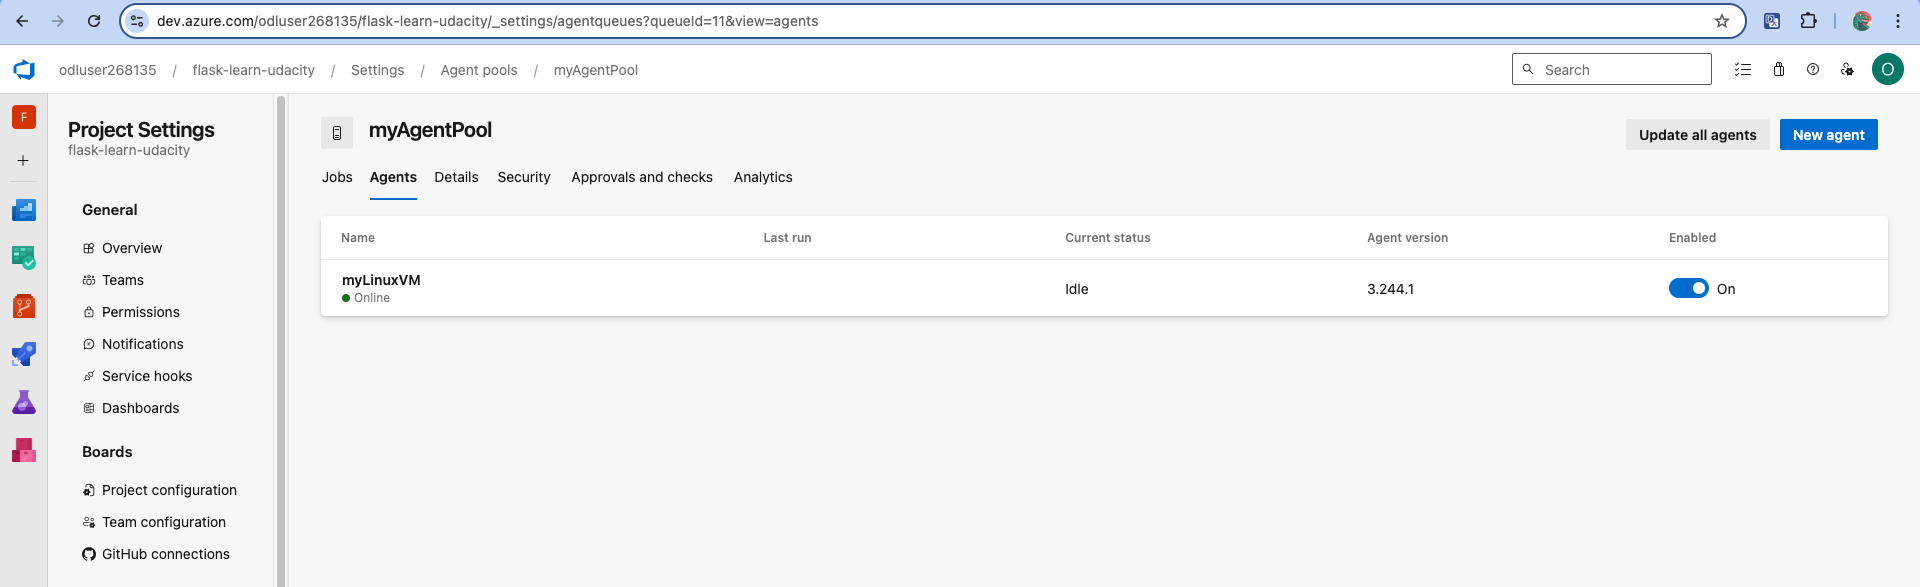 dev.azure.com/odluser268135/flask-learn-udacity/_settings/agentqueues?queueId=11&view=agents
odluser268135 / flask-learn-udacity / Settings / Agent pools / myAgentPool
Search
O
F
Project Settings
flask-learn-udacity
General
Overview
Teams
Permissions
Notifications
Service hooks
Dashboards
Boards
Project configuration
Team configuration
GitHub connections
myAgentPool
Update all agents
New agent
Jobs Agents Details Security Approvals and checks Analytics
Name Last run Current status Agent version Enabled
myLinuxVM
Online
Idle 3.244.1 On